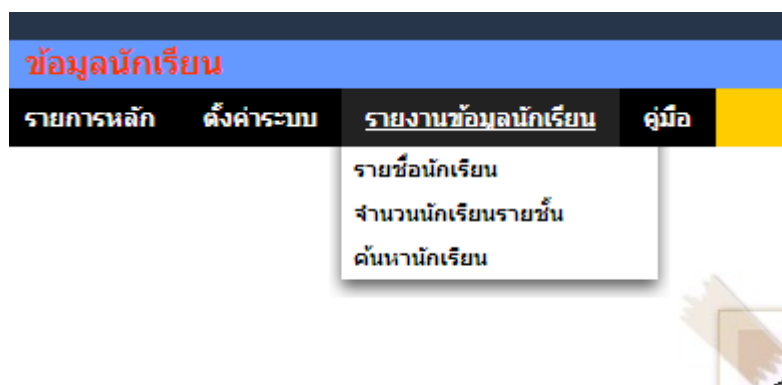 ข้อมูลนักเรียน
รายการหลัก ตั้งค่าระบบ รายงานข้อมูลนักเรียน คู่มือ
รายชื่อนักเรียน
จำนวนนักเรียนรายชั้น
ค้นหานักเรียน